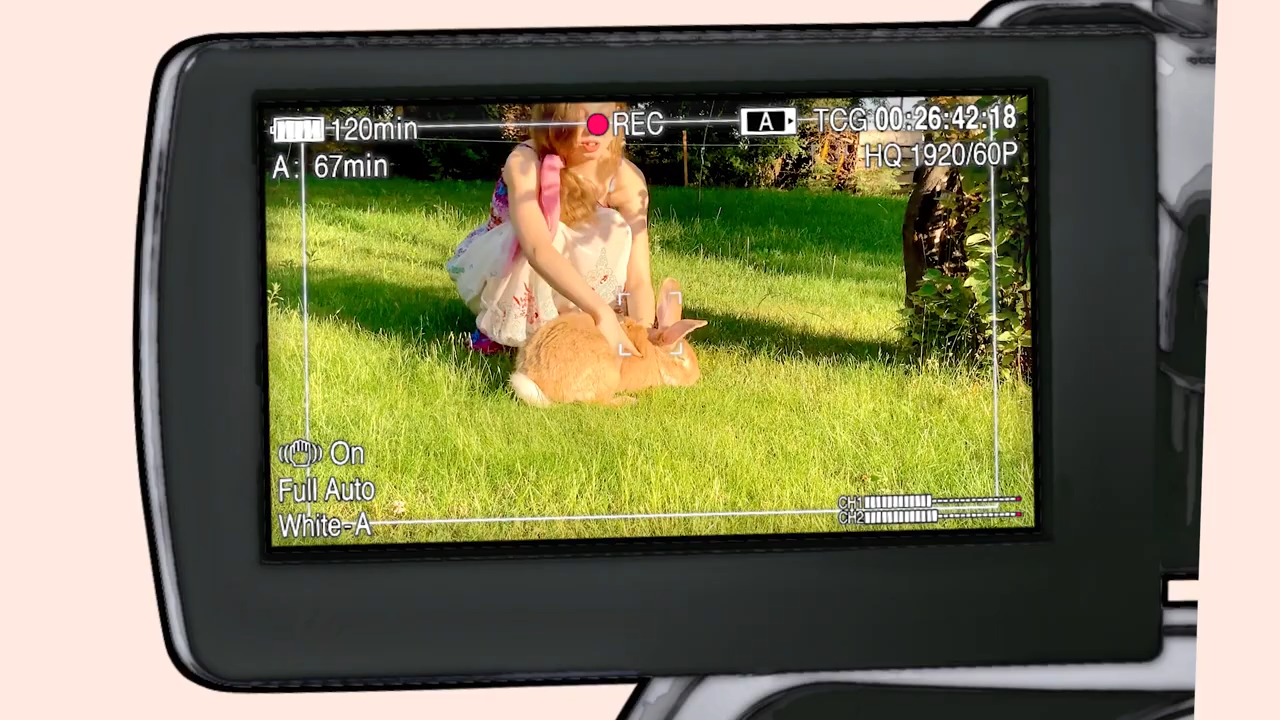 120min
REC
A
TCG 00:26:42:18
A: 67min
HQ 1920/60P
On
Full Auto
White-A
CH1
CH2